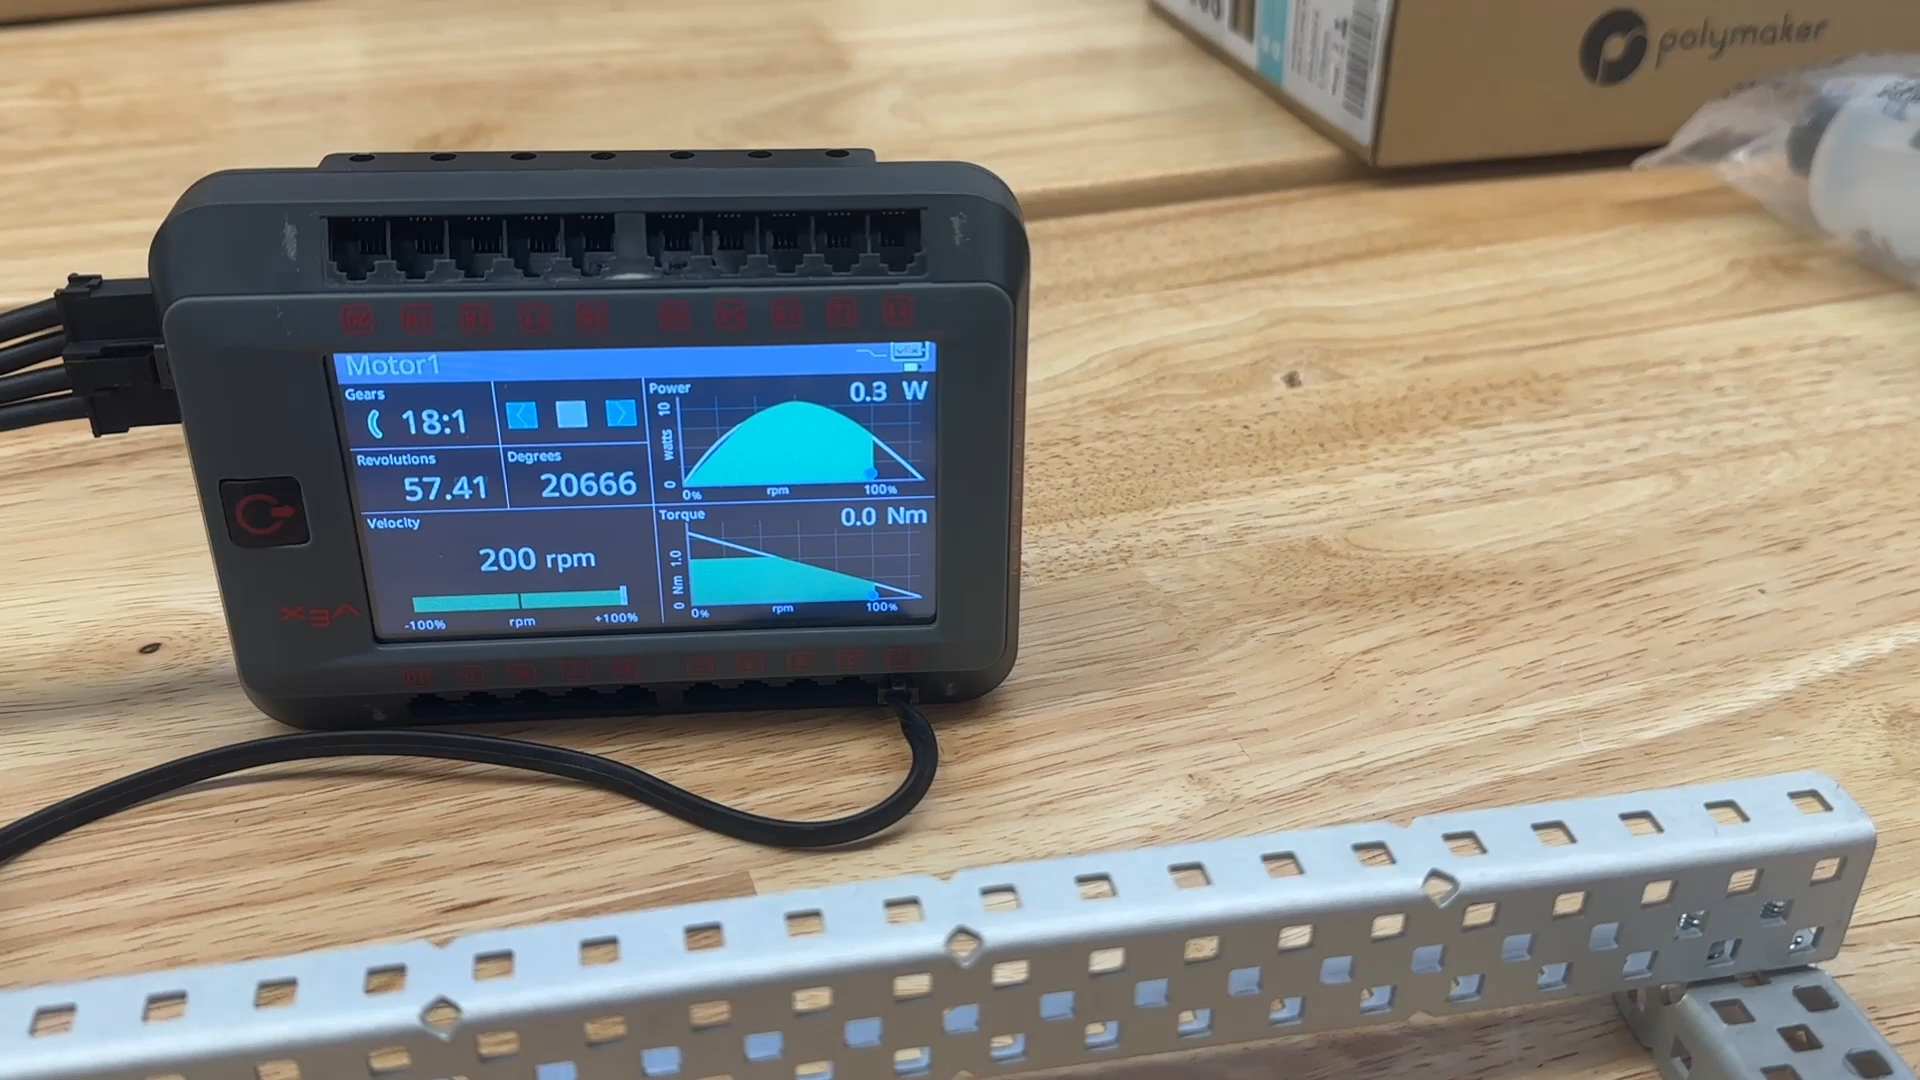 polymaker
Motor1
Gears
18:1
Revolutions
57.41
Degrees
20666
Velocity
200 rpm
-100%
rpm
+100%
Power
0.3 W
10
watts
0
0%
rpm
100%
Torque
0.0 Nm
1.0
Nm
0
0%
rpm
100%
VEX